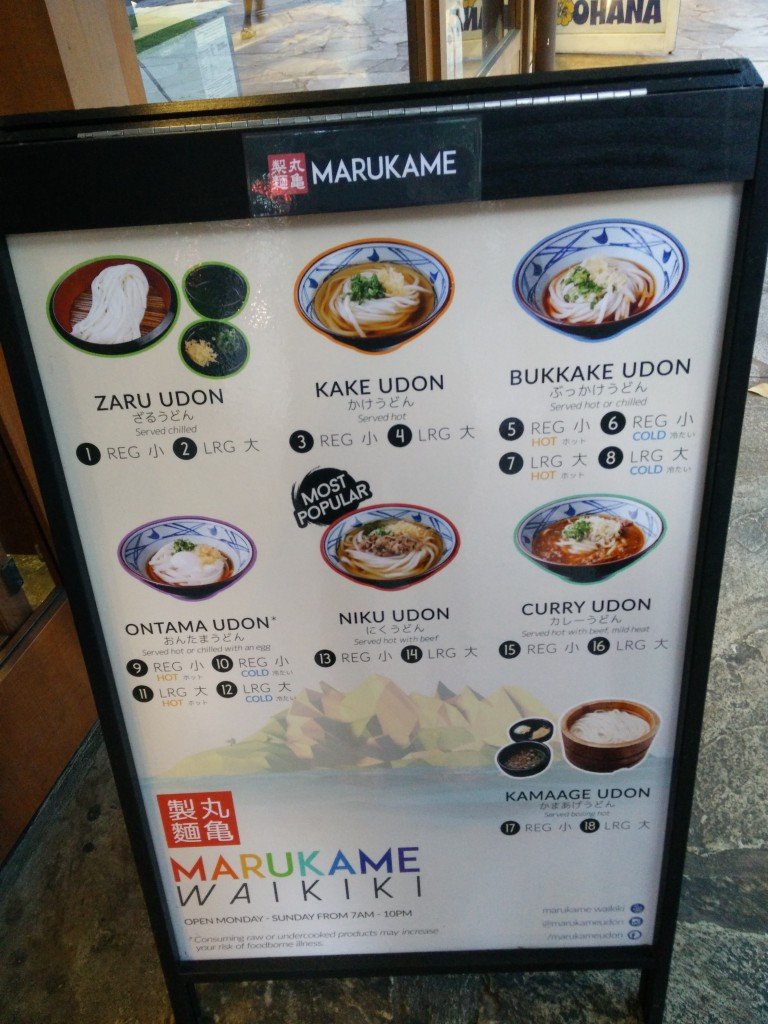 OHANA
製 丸
麺 亀
MARUKAME
ZARU UDON
ざるうどん
Served chilled
1 REG 小 2 LRG 大
KAKE UDON
かけうどん
Served hot
3 REG 小 4 LRG 大
BUKKAKE UDON
ぶっかけうどん
Served hot or chilled
5 REG 小 6 REG 小
HOT ホット COLD 冷たい
7 LRG 大 8 LRG 大
HOT ホット COLD 冷たい
ONTAMA UDON*
おんたまうどん
Served hot or chilled with an egg
9 REG 小 10 REG 小
HOT ホット COLD 冷たい
11 LRG 大 12 LRG 大
HOT ホット COLD 冷たい
MOST
POPULAR
NIKU UDON
にくうどん
Served hot with beef
13 REG 小 14 LRG 大
CURRY UDON
カレーうどん
Served hot with beef, mild heat
15 REG 小 16 LRG 大
KAMAAGE UDON
かまあげうどん
Served boiling hot
17 REG 小 18 LRG 大
製 丸
麺 亀
MARUKAME
WAIKIKI
OPEN MONDAY - SUNDAY FROM 7AM - 10PM
* Consuming raw or undercooked products may increase
your risk of foodborne illness.
marukame waikiki
@marukameudon
/marukameudon